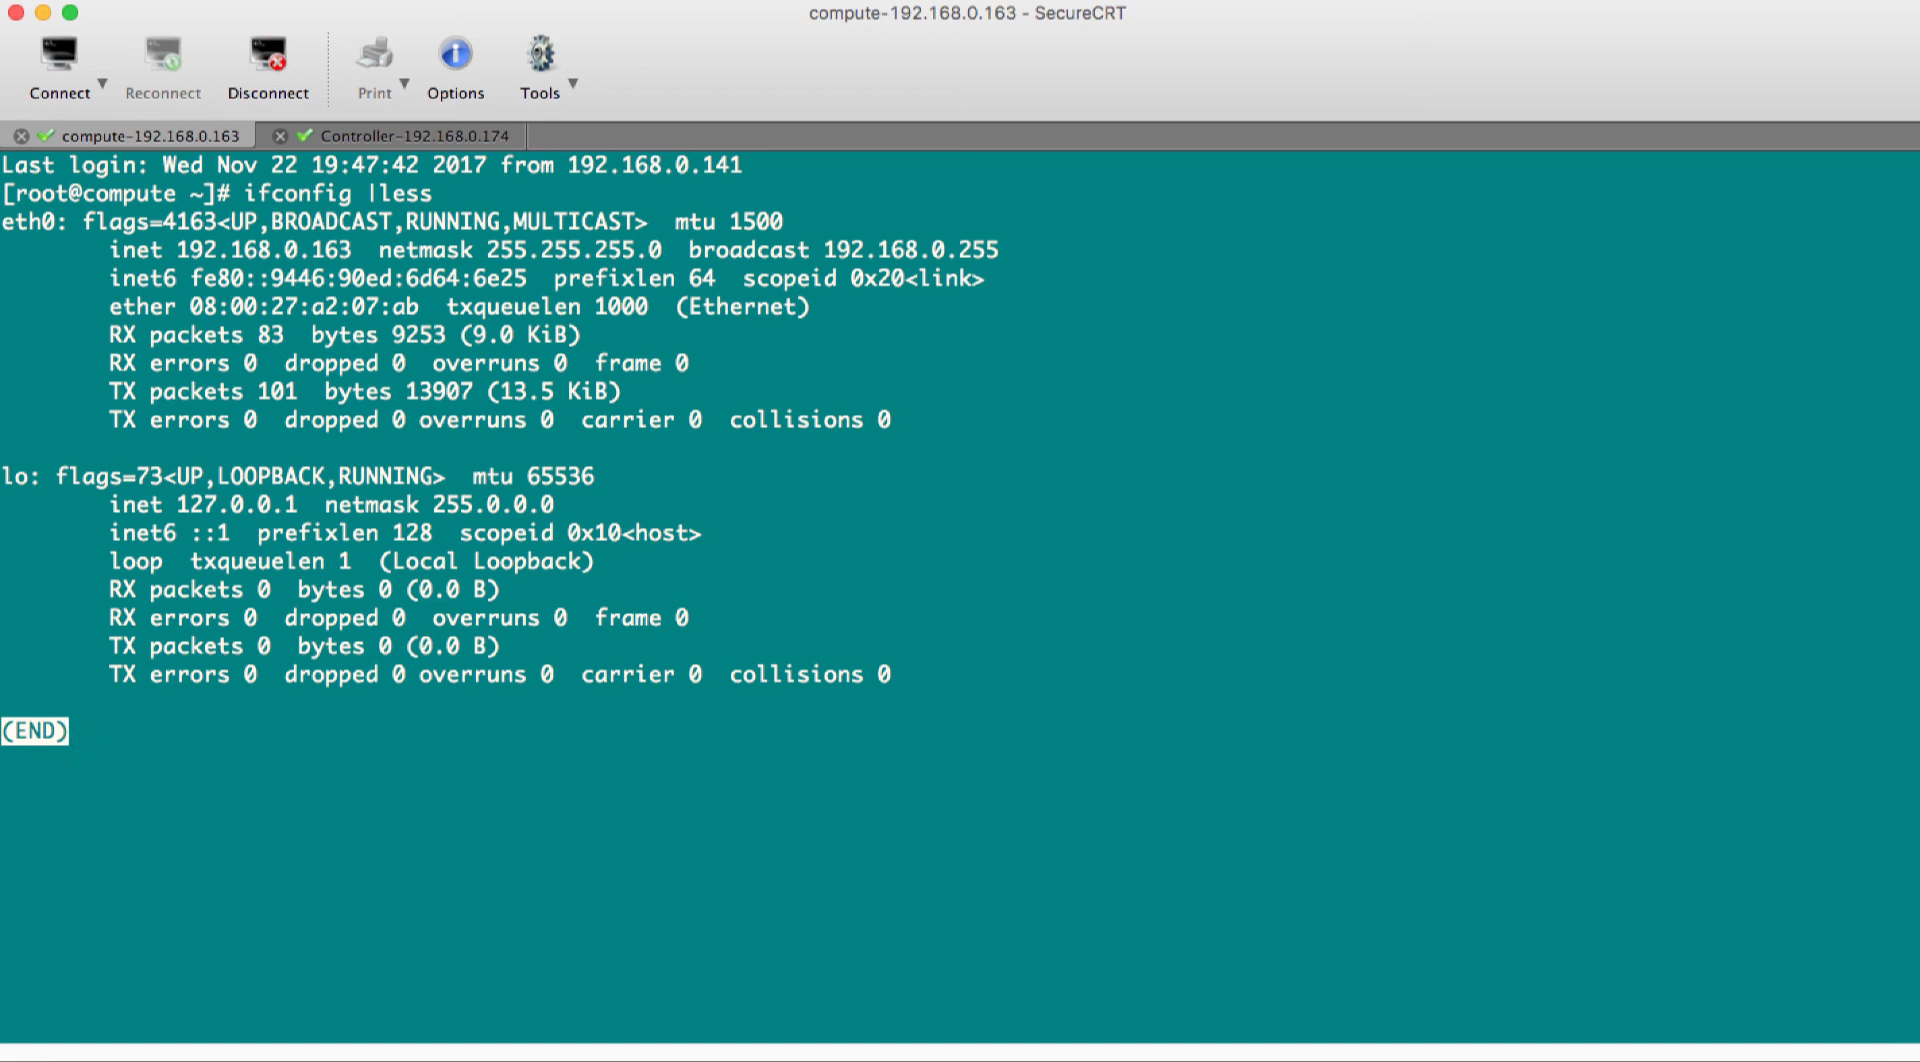 compute-192.168.0.163 - SecureCRT
Connect Reconnect Disconnect Print Options Tools
compute-192.168.0.163 Controller-192.168.0.174
Last login: Wed Nov 22 19:47:42 2017 from 192.168.0.141
[root@compute ~]# ifconfig |less
eth0: flags=4163<UP,BROADCAST,RUNNING,MULTICAST>  mtu 1500
        inet 192.168.0.163  netmask 255.255.255.0  broadcast 192.168.0.255
        inet6 fe80::9446:90ed:6d64:6e25  prefixlen 64  scopeid 0x20<link>
        ether 08:00:27:a2:07:ab  txqueuelen 1000  (Ethernet)
        RX packets 83  bytes 9253 (9.0 KiB)
        RX errors 0  dropped 0  overruns 0  frame 0
        TX packets 101  bytes 13907 (13.5 KiB)
        TX errors 0  dropped 0 overruns 0  carrier 0  collisions 0

lo: flags=73<UP,LOOPBACK,RUNNING>  mtu 65536
        inet 127.0.0.1  netmask 255.0.0.0
        inet6 ::1  prefixlen 128  scopeid 0x10<host>
        loop  txqueuelen 1  (Local Loopback)
        RX packets 0  bytes 0 (0.0 B)
        RX errors 0  dropped 0  overruns 0  frame 0
        TX packets 0  bytes 0 (0.0 B)
        TX errors 0  dropped 0 overruns 0  carrier 0  collisions 0

(END)